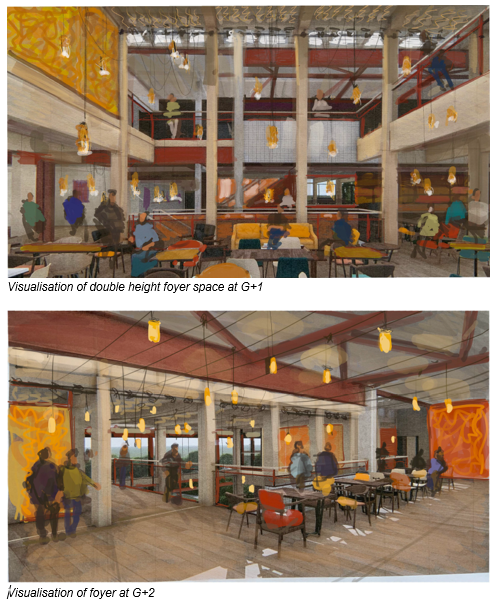 Visualisation of double height foyer space at G+1
Visualisation of foyer at G+2